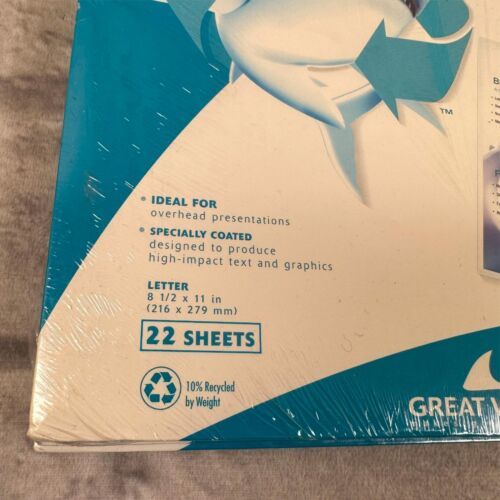 ™
• IDEAL FOR
overhead presentations
• SPECIALLY COATED
designed to produce
high-impact text and graphics
LETTER
8 1/2 x 11 in
(216 x 279 mm)
22 SHEETS
10% Recycled
by Weight
GREAT